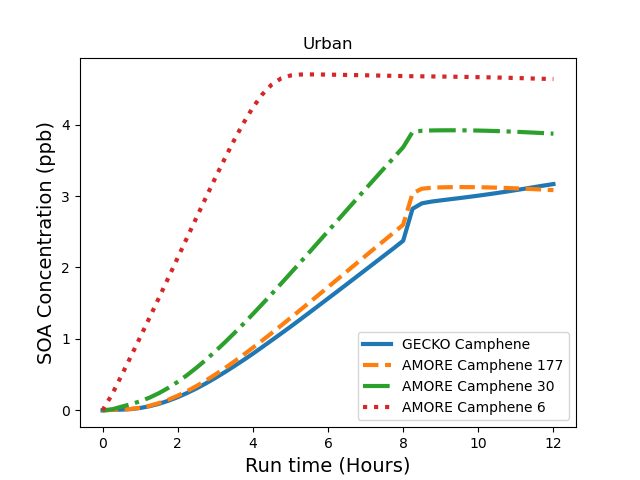 Urban
SOA Concentration (ppb)
4
3
2
1
0
GECKO Camphene
AMORE Camphene 177
AMORE Camphene 30
AMORE Camphene 6
0 2 4 6 8 10 12
Run time (Hours)